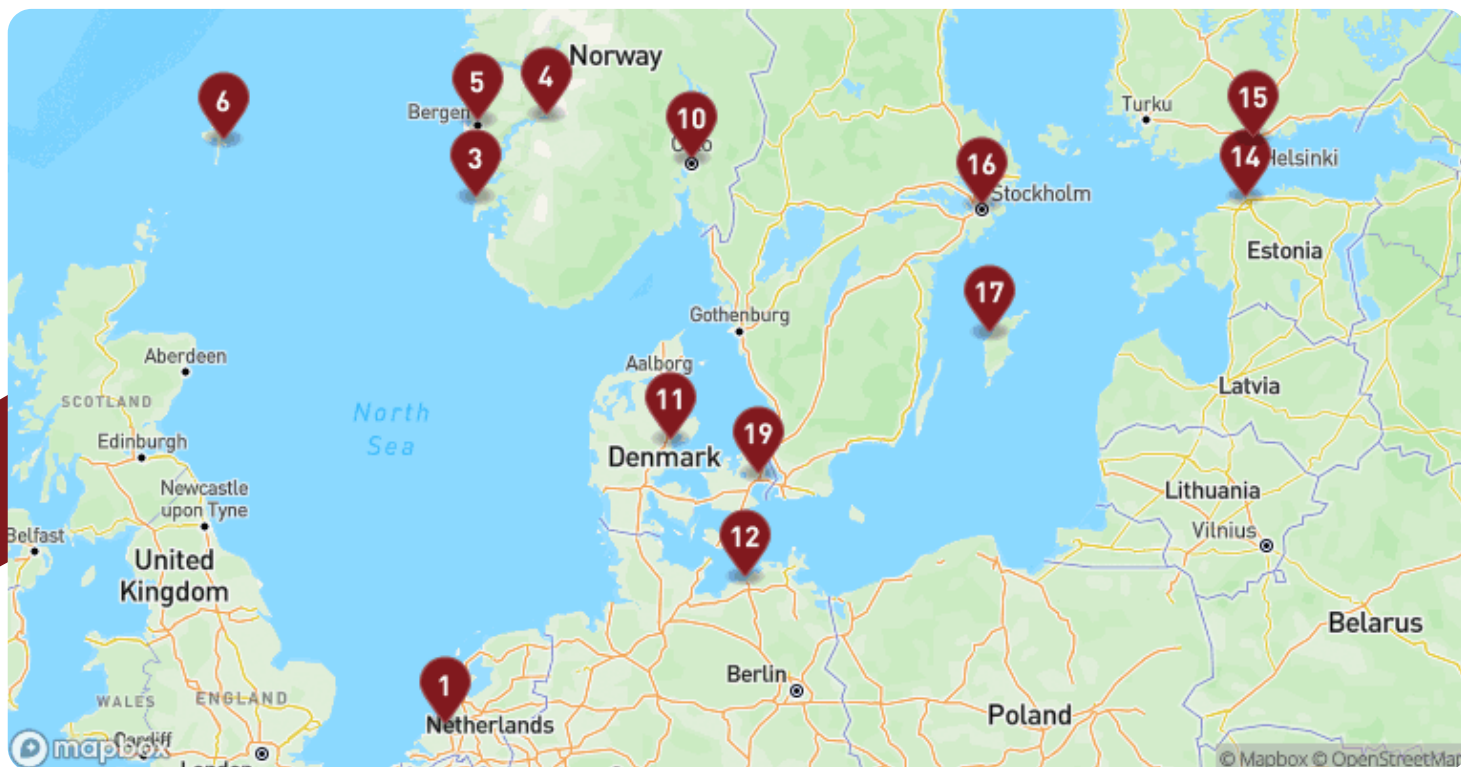 Norway
6
5
4
Bergen
10
15
Turku
3
16
14
Helsinki
Stockholm
Estonia
17
Gothenburg
Aberdeen
Aalborg
SCOTLAND
11
North
Sea
Latvia
Edinburgh
19
Denmark
Newcastle
upon Tyne
Lithuania
Belfast
12
Vilnius
United
Kingdom
Belarus
1
Berlin
WALES
ENGLAND
Netherlands
Poland
mapbox
Cardiff
London
© Mapbox © OpenStreetMap